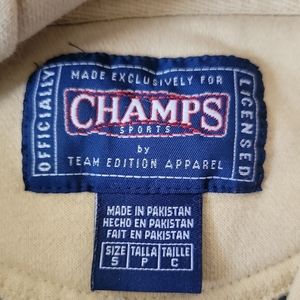 OFFICIALLY
MADE EXCLUSIVELY FOR
CHAMPS
SPORTS
by
TEAM EDITION APPAREL
LICENSED
MADE IN PAKISTAN
HECHO EN PAKISTAN
FAIT EN PAKISTAN
SIZE TALLA TAILLE
S P C